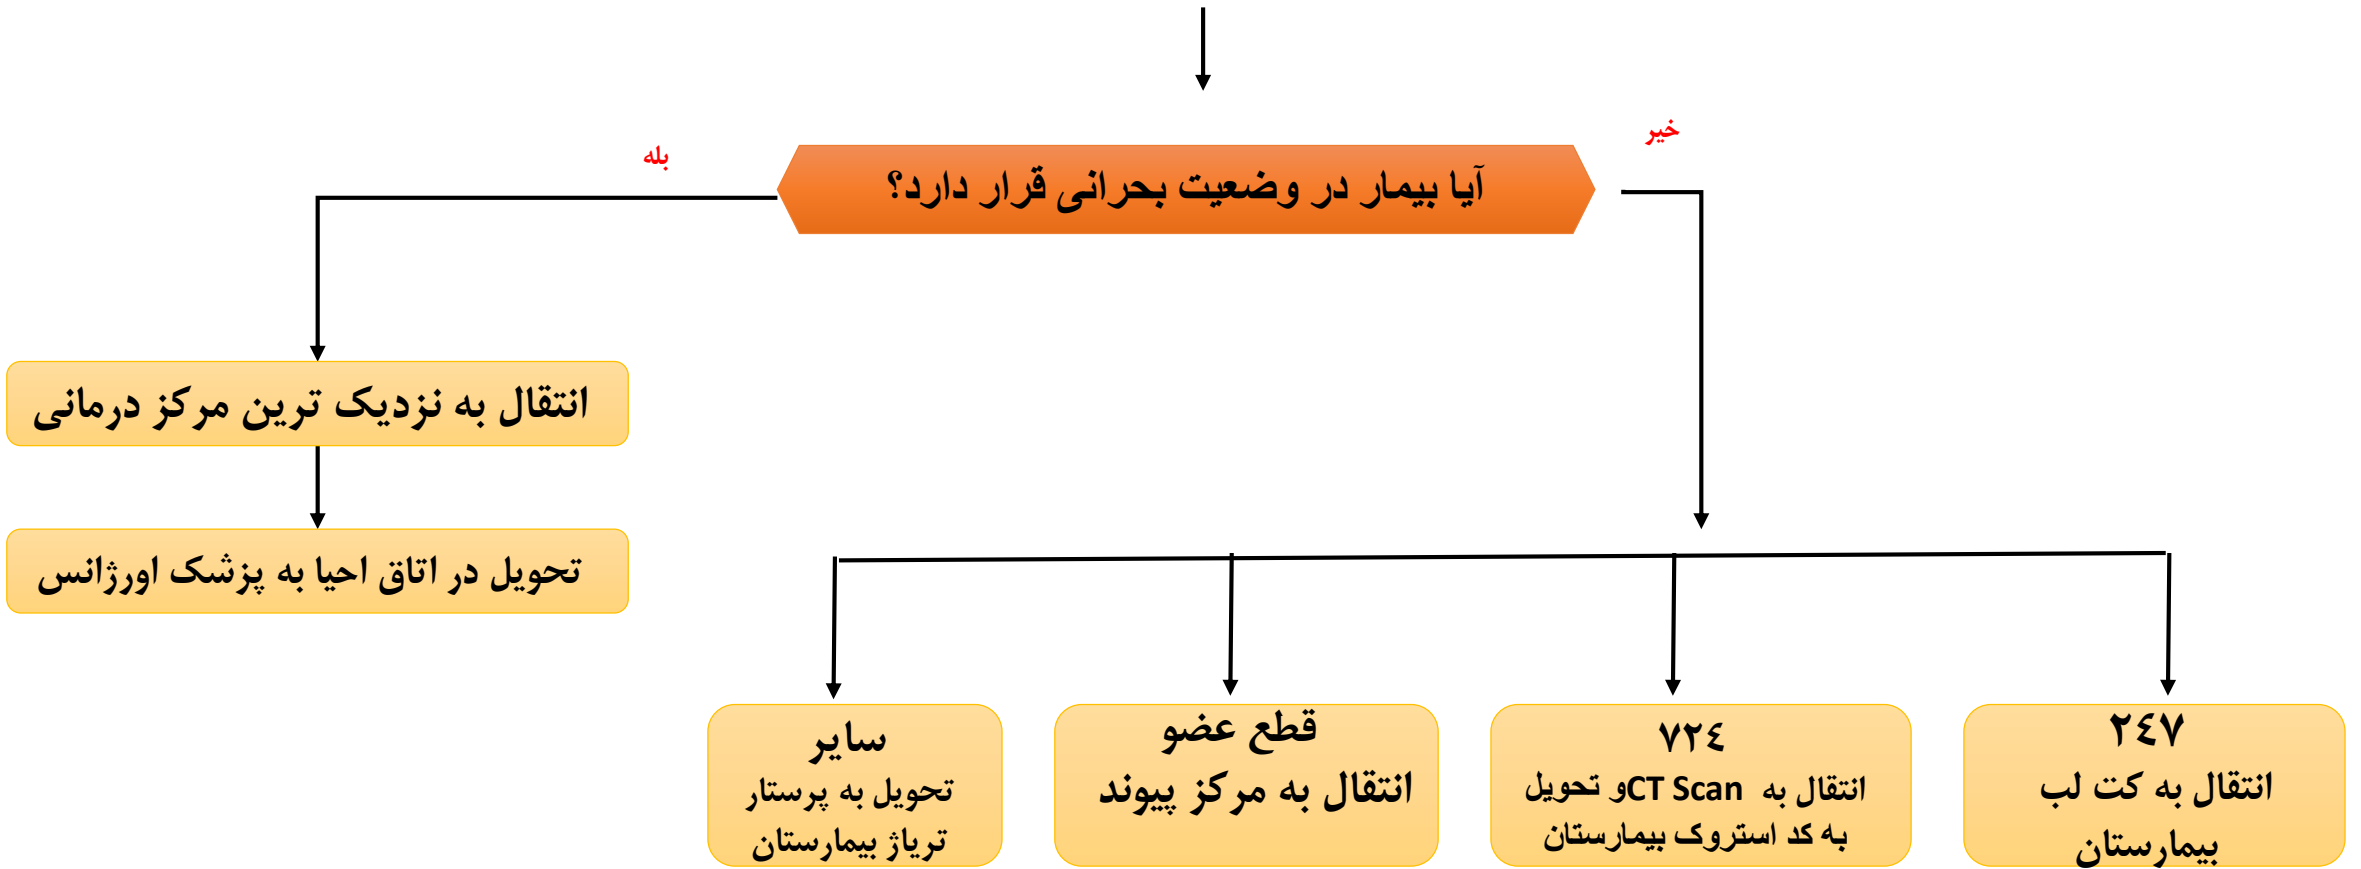 خیر
بله
آیا بیمار در وضعیت بحرانی قرار دارد؟
انتقال به نزدیک ترین مرکز درمانی
تحویل در اتاق احیا به پزشک اورژانس
۲٤۷
انتقال به کت لب
بیمارستان
۷۲٤
انتقال به CT Scan و تحویل
به کد استروک بیمارستان
قطع عضو
انتقال به مرکز پیوند
سایر
تحویل به پرستار
تریاژ بیمارستان